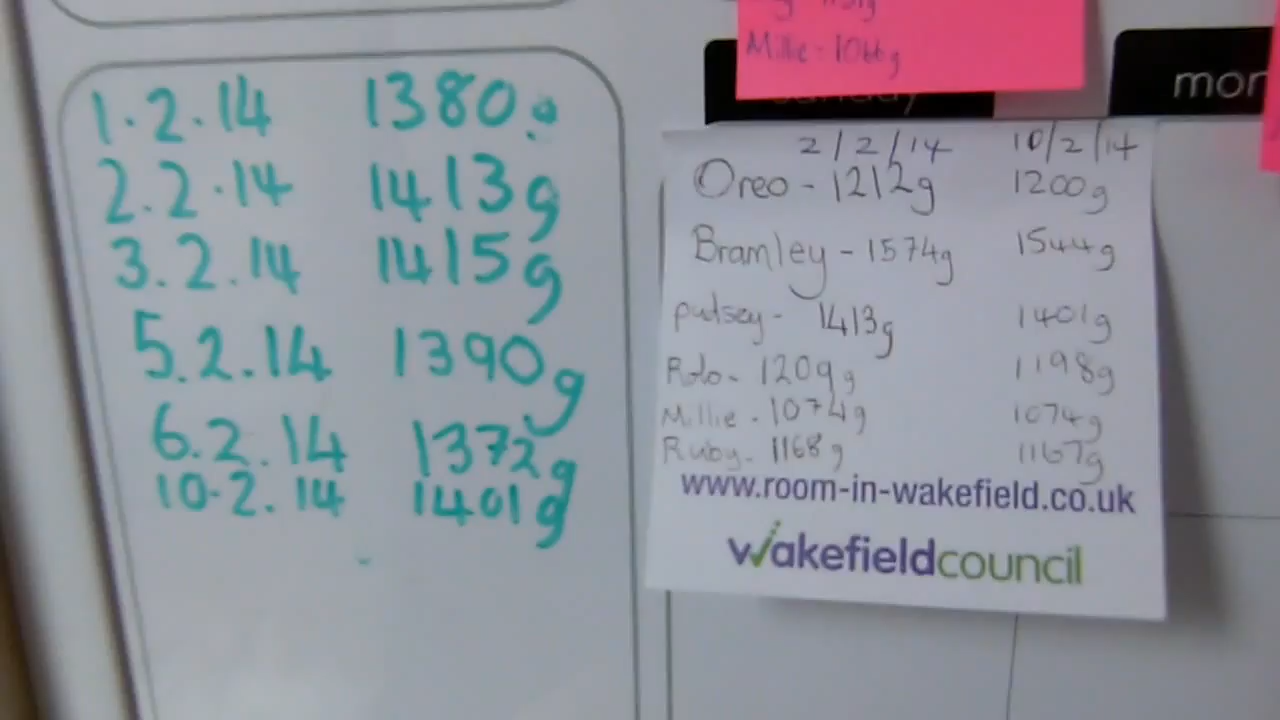 1.2.14 1380g
2.2.14 1413g
3.2.14 1415g
5.2.14 1390g
6.2.14 1372g
10.2.14 1401g
Millie - 1066g
mon
2/2/14 10/2/14
Oreo - 1212g 1200g
Bramley - 1574g 1544g
pudsey - 1413g 1401g
Rolo - 1209g 1198g
Millie - 1074g 1074g
Ruby - 1168g 1167g
www.room-in-wakefield.co.uk
wakefieldcouncil